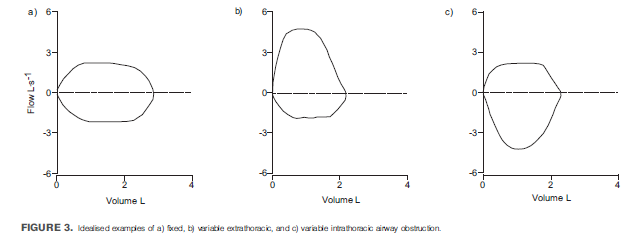 a) b) c)
6 6 6
3 3 3
Flow L·s-1
0 0 0
-3 -3 -3
-6 -6 -6
0 2 4 0 2 4 0 2 4
Volume L Volume L Volume L
FIGURE 3. Idealised examples of a) fixed, b) variable extrathoracic, and c) variable intrathoracic airway obstruction.